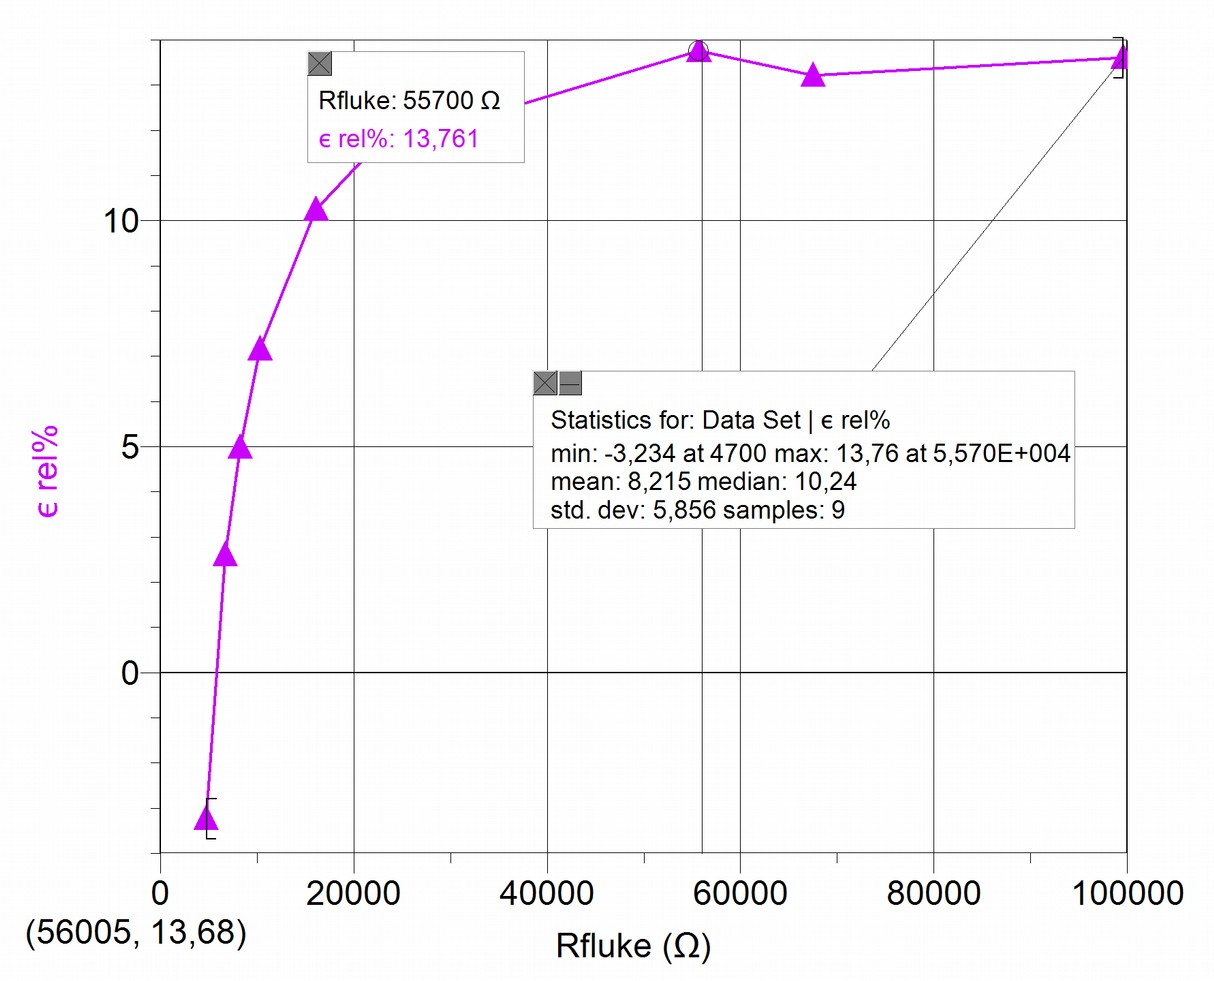 Rfluke: 55700 Ω
ϵ rel%: 13,761
10
5
0
ϵ rel%
Statistics for: Data Set | ϵ rel%
min: -3,234 at 4700 max: 13,76 at 5,570E+004
mean: 8,215 median: 10,24
std. dev: 5,856 samples: 9
0 20000 40000 60000 80000 100000
(56005, 13,68)
Rfluke (Ω)